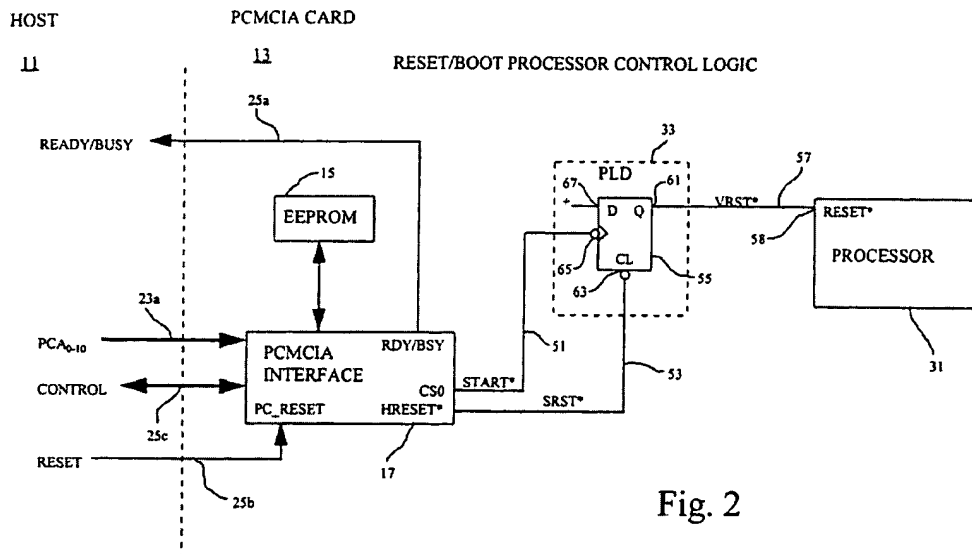 HOST
PCMCIA CARD
11
13
RESET/BOOT PROCESSOR CONTROL LOGIC
25a
READY/BUSY
33
57
15
PLD
67
61
EEPROM
+
D
Q
VRST*
RESET*
58
PROCESSOR
65
CL
63
55
23a
51
31
PCA0-10
PCMCIA
INTERFACE
RDY/BSY
53
CONTROL
START*
CS0
SRST*
PC_RESET
HRESET*
25c
17
RESET
25b
Fig. 2